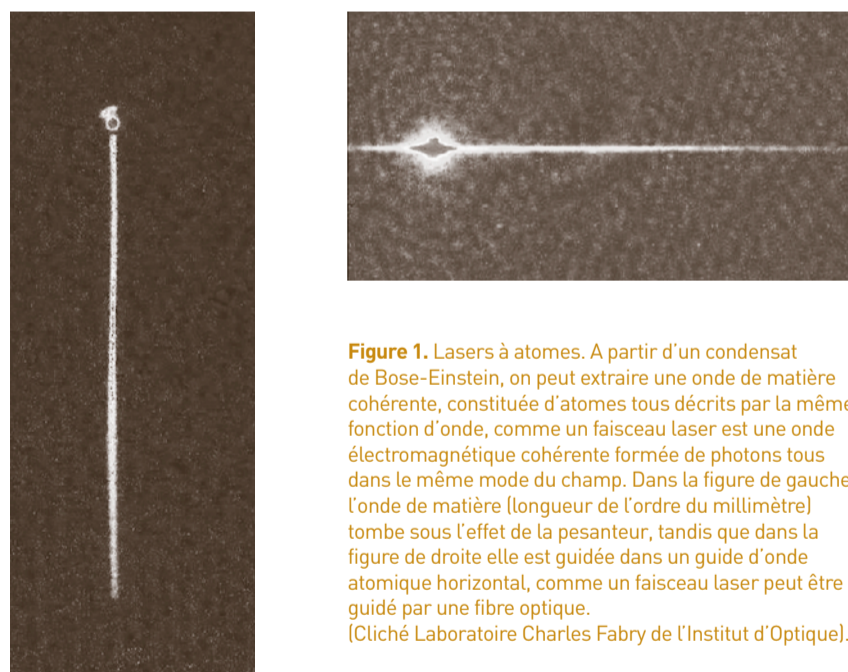 Figure 1. Lasers à atomes. A partir d'un condensat
de Bose-Einstein, on peut extraire une onde de matière
cohérente, constituée d'atomes tous décrits par la même
fonction d'onde, comme un faisceau laser est une onde
électromagnétique cohérente formée de photons tous
dans le même mode du champ. Dans la figure de gauche
l'onde de matière (longueur de l'ordre du millimètre)
tombe sous l'effet de la pesanteur, tandis que dans la
figure de droite elle est guidée dans un guide d'onde
atomique horizontal, comme un faisceau laser peut être
guidé par une fibre optique.
(Cliché Laboratoire Charles Fabry de l'Institut d'Optique).